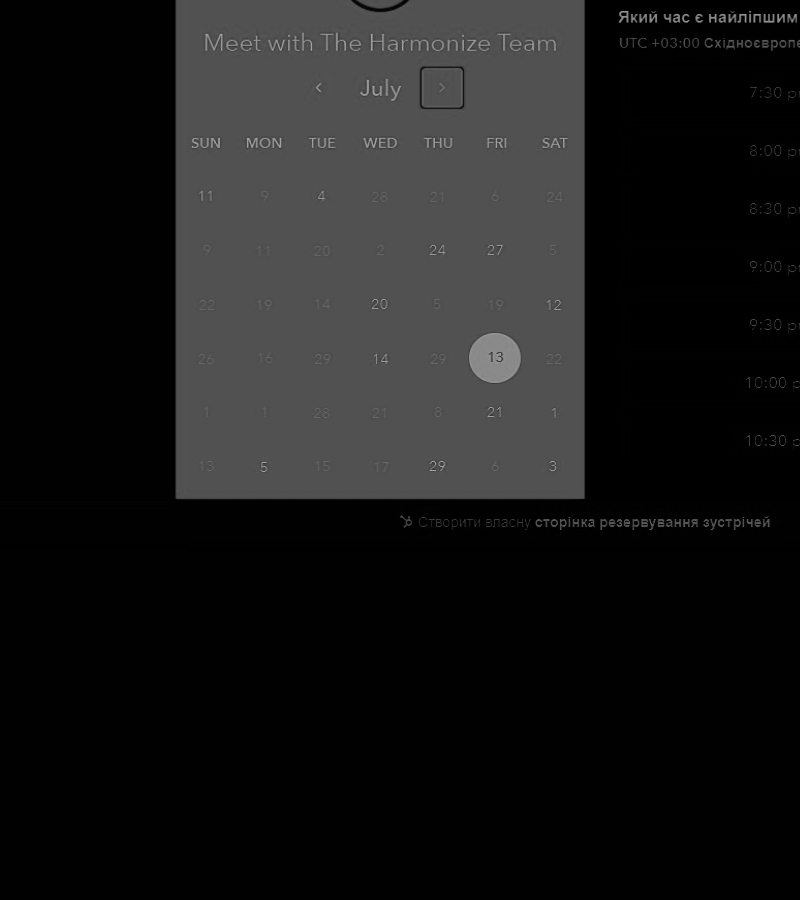 Який час є найліпшим
Meet with The Harmonize Team
UTC +03:00 Східноєвропе
July
7:30 p
SUN MON TUE WED THU FRI SAT
8:00 p
11 9 4 28 21 6 24
8:30 p
9 11 20 2 24 27 5
9:00 p
22 19 14 20 5 19 12
9:30 p
26 16 29 14 29 13 22
10:00 p
1 1 28 21 8 21 1
10:30 p
13 5 15 17 29 6 3
Створити власну сторінка резервування зустрічей